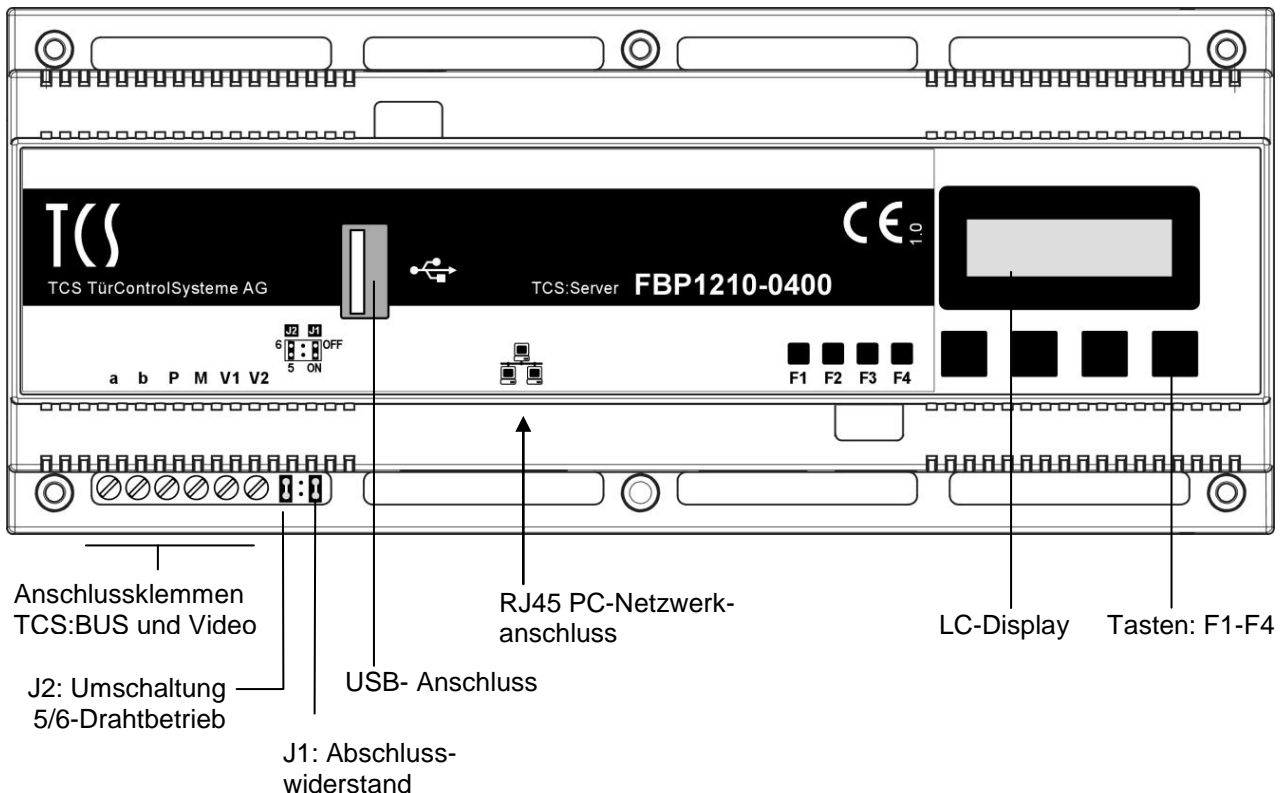 TCS
TCS TürControlSysteme AG
CE 1.0
TCS:Server FBP1210-0400
J2 J1
6 OFF
5 ON
a b P M V1 V2
F1 F2 F3 F4
Anschlussklemmen
TCS:BUS und Video
RJ45 PC-Netzwerk-
anschluss
LC-Display
Tasten: F1-F4
J2: Umschaltung
5/6-Drahtbetrieb
USB- Anschluss
J1: Abschluss-
widerstand